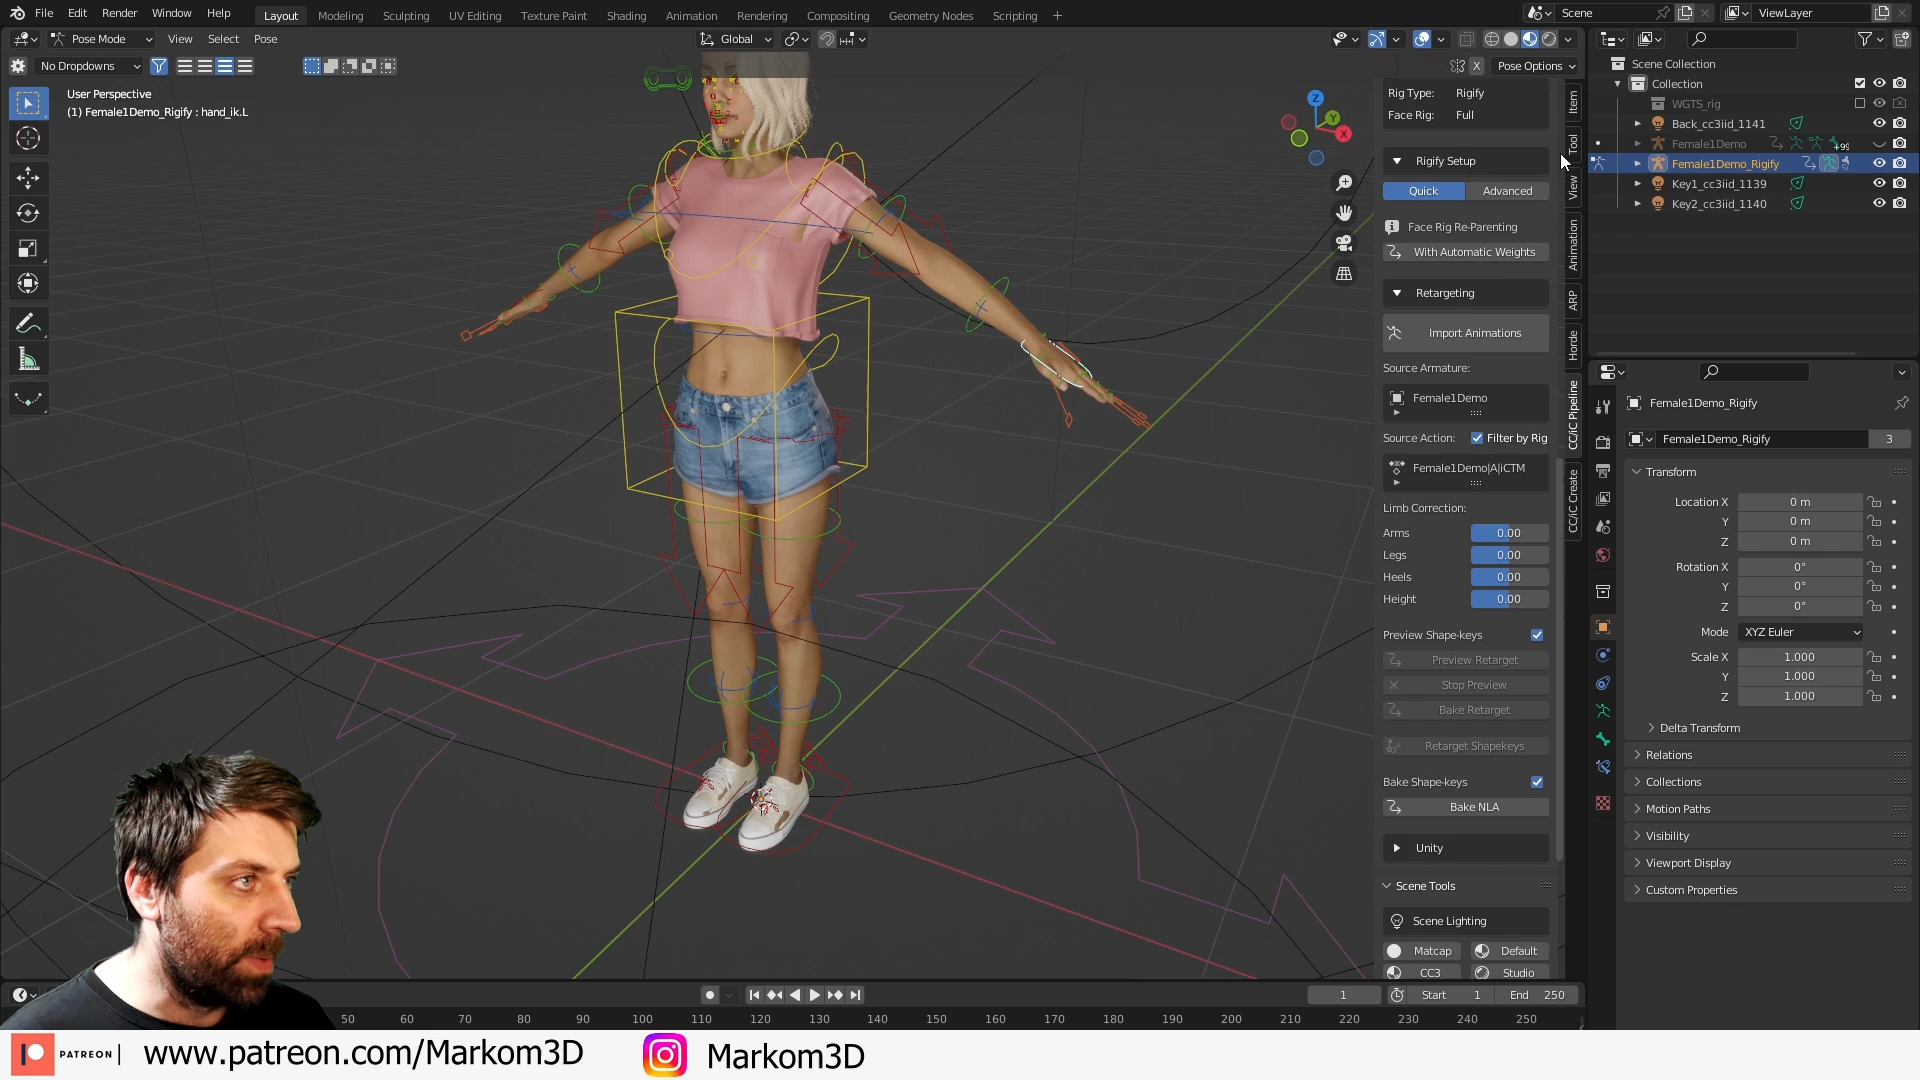 File Edit Render Window Help
Layout Modeling Sculpting UV Editing Texture Paint Shading Animation Rendering Compositing Geometry Nodes Scripting +
Scene
ViewLayer
Pose Mode View Select Pose
Global
No Dropdowns
X Pose Options
User Perspective
(1) Female1Demo_Rigify : hand_ik.L
Z
Y
X
Rig Type: Rigify
Face Rig: Full
Rigify Setup
Quick Advanced
Face Rig Re-Parenting
With Automatic Weights
Retargeting
Import Animations
Source Armature:
Female1Demo
Source Action: Filter by Rig
Female1Demo|A|iCTM
Limb Correction:
Arms 0.00
Legs 0.00
Heels 0.00
Height 0.00
Preview Shape-keys
Preview Retarget
Stop Preview
Bake Retarget
Retarget Shapekeys
Bake Shape-keys
Bake NLA
Unity
Scene Tools
Scene Lighting
Matcap Default
CC3 Studio
Item
Tool
View
Animation
ARP
Horde
CC/iC Pipeline
CC/iC Create
Scene Collection
Collection
WGTS_rig
Back_cc3iid_1141
Female1Demo +99
Female1Demo_Rigify
Key1_cc3iid_1139
Key2_cc3iid_1140
Female1Demo_Rigify
Female1Demo_Rigify 3
Transform
Location X 0 m
Y 0 m
Z 0 m
Rotation X 0°
Y 0°
Z 0°
Mode XYZ Euler
Scale X 1.000
Y 1.000
Z 1.000
Delta Transform
Relations
Collections
Motion Paths
Visibility
Viewport Display
Custom Properties
1 Start 1 End 250
50 60 70 80 90 100 110 120 130 140 150 160 170 180 190 200 210 220 230 240 250
PATREON | www.patreon.com/Markom3D Markom3D